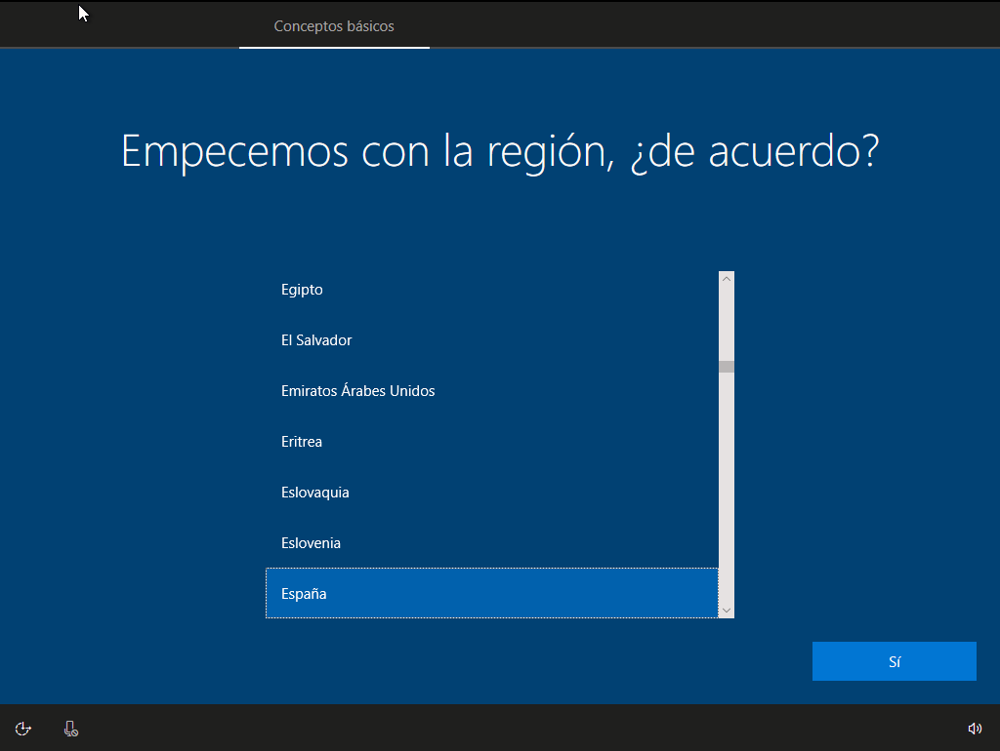 Conceptos básicos
Empecemos con la región, ¿de acuerdo?
Egipto
El Salvador
Emiratos Árabes Unidos
Eritrea
Eslovaquia
Eslovenia
España
Sí